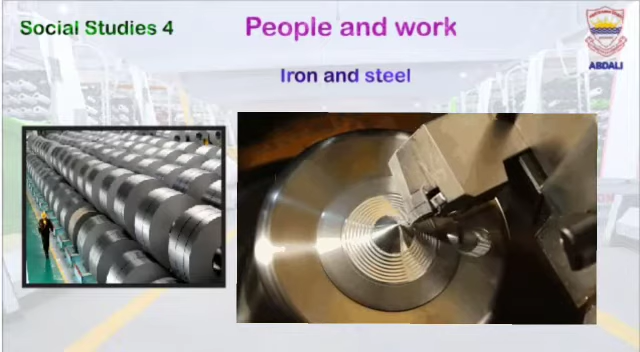 Social Studies 4
People and work
Iron and steel
ABDALI